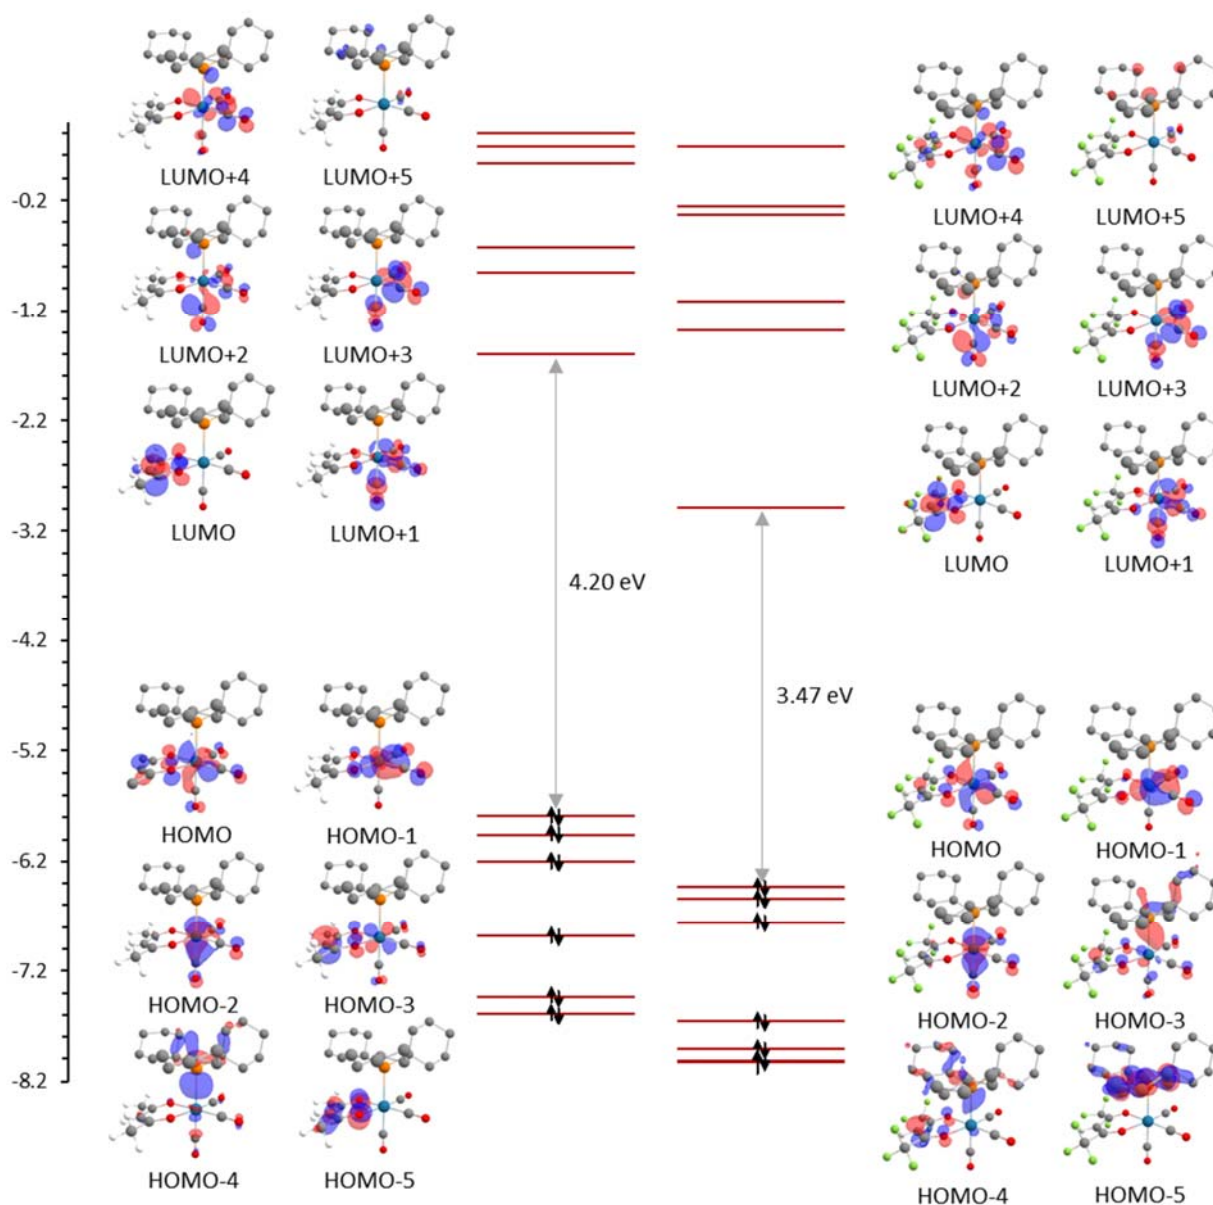 LUMO+4 LUMO+5
LUMO+4 LUMO+5
-0.2
LUMO+2 LUMO+3
-1.2
LUMO+2 LUMO+3
-2.2
LUMO LUMO+1
-3.2
LUMO LUMO+1
4.20 eV
-4.2
3.47 eV
-5.2
HOMO HOMO-1
HOMO HOMO-1
-6.2
-7.2
HOMO-2 HOMO-3
HOMO-2 HOMO-3
-8.2
HOMO-4 HOMO-5
HOMO-4 HOMO-5